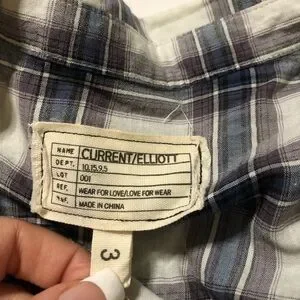 NAME CURRENT/ELLIOTT
DEPT. 10.15.9.5
LOT 001
REF. WEAR FOR LOVE/LOVE FOR WEAR
MNF. MADE IN CHINA
3